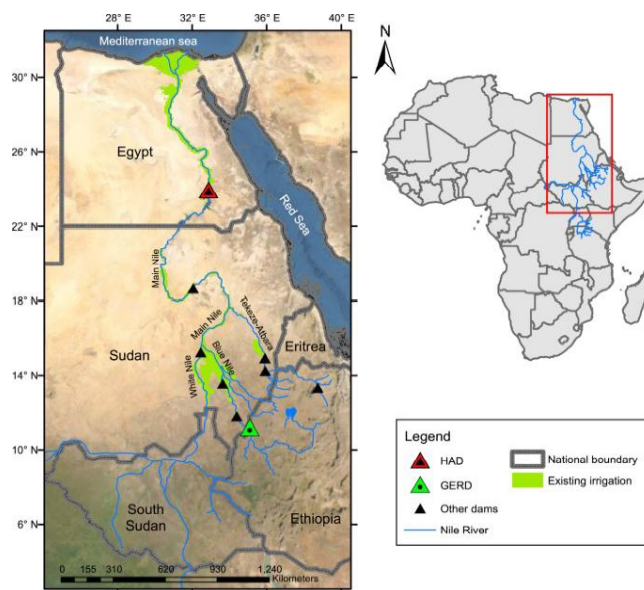 32° E 36° E 40° E
Mediterranean sea
30° N
Egypt
26° N
Red Sea
22° N
Main Nile
18° N
Main Nile
Tekeze-Atbara
Eritrea
Sudan
14° N
White Nile
Blue Nile
10° N
South
Sudan
6° N
Ethiopia
0 155 310 620 930 1,240
Kilometers
N
Legend
HAD
GERD
Other dams
Nile River
National boundary
Existing irrigation